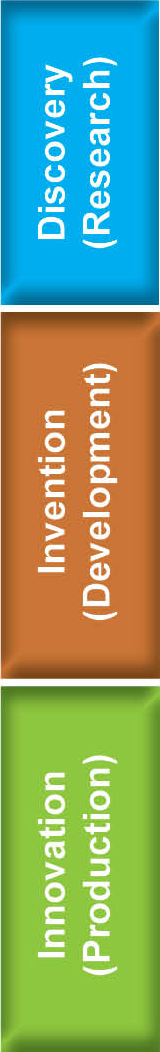 Discovery
(Research)
Invention
(Development)
Innovation
(Production)